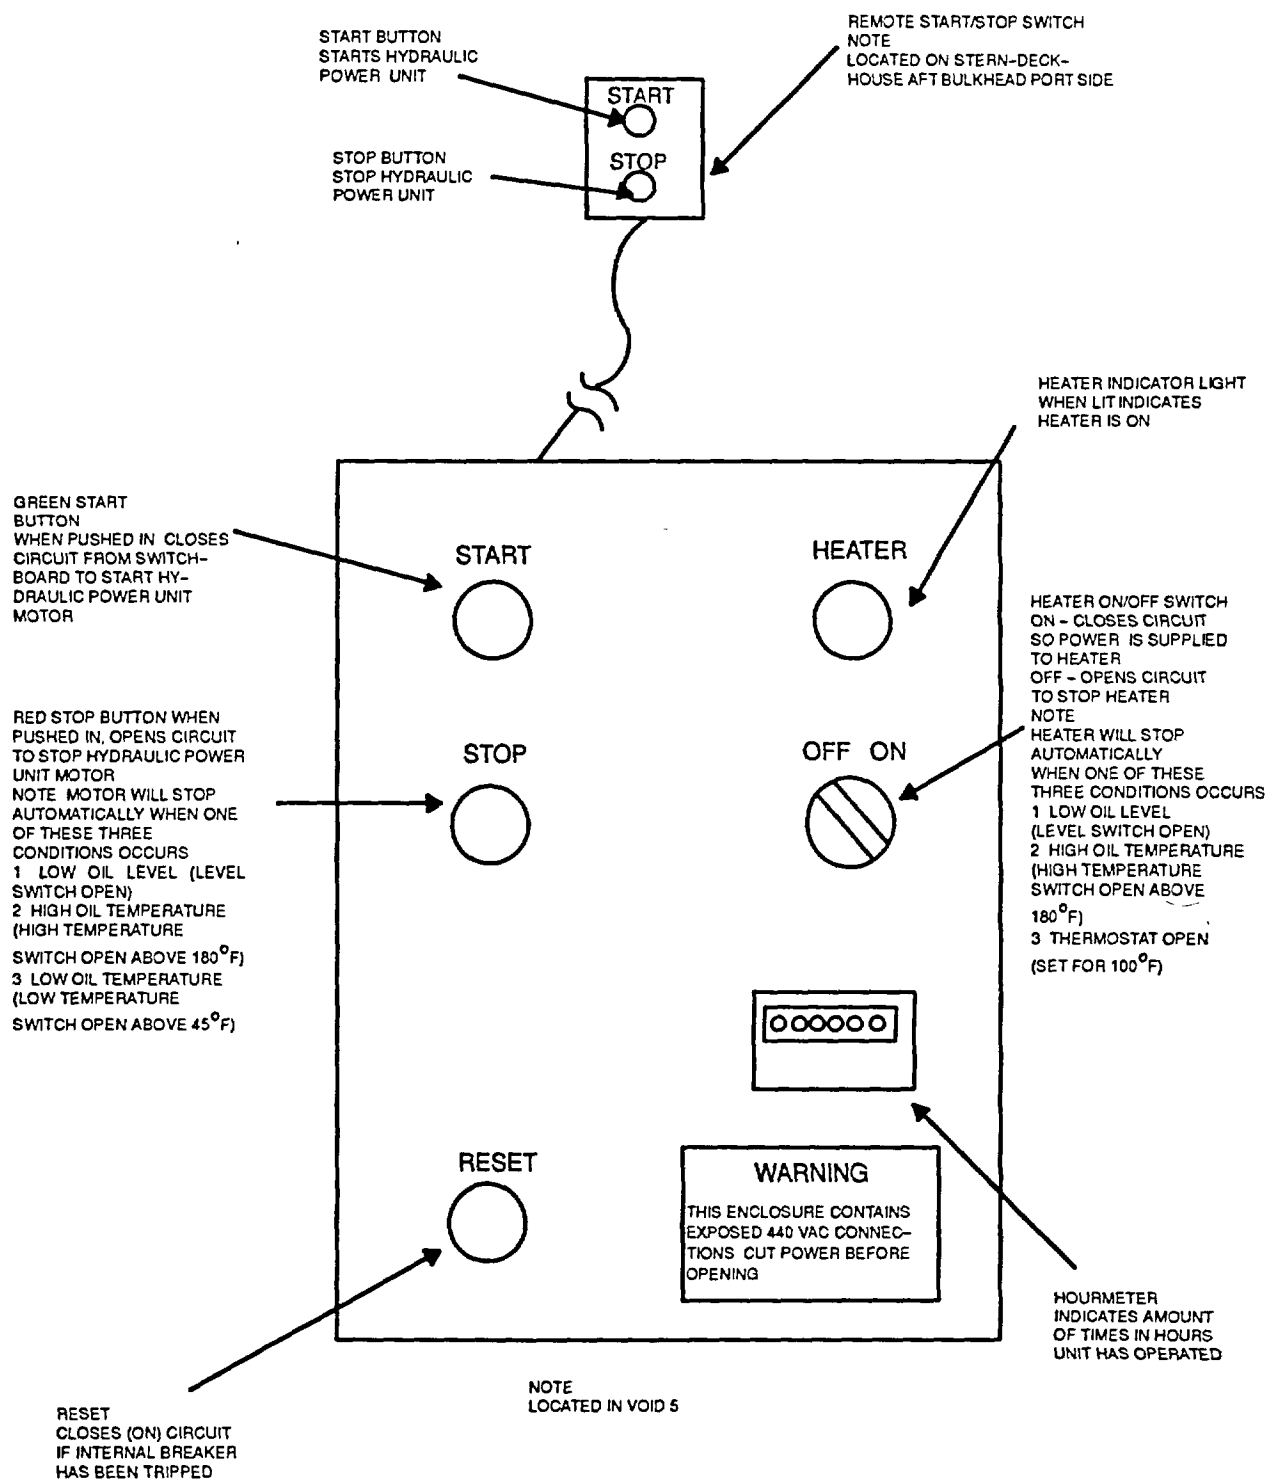 START BUTTON
STARTS HYDRAULIC
POWER UNIT
REMOTE START/STOP SWITCH
NOTE
LOCATED ON STERN-DECK-
HOUSE AFT BULKHEAD PORT SIDE
START
STOP BUTTON
STOP HYDRAULIC
POWER UNIT
STOP
HEATER INDICATOR LIGHT
WHEN LIT INDICATES
HEATER IS ON
GREEN START
BUTTON
WHEN PUSHED IN CLOSES
CIRCUIT FROM SWITCH-
BOARD TO START HY-
DRAULIC POWER UNIT
MOTOR
START
HEATER
HEATER ON/OFF SWITCH
ON - CLOSES CIRCUIT
SO POWER IS SUPPLIED
TO HEATER
OFF - OPENS CIRCUIT
TO STOP HEATER
NOTE
HEATER WILL STOP
AUTOMATICALLY
WHEN ONE OF THESE
THREE CONDITIONS OCCURS
1 LOW OIL LEVEL
(LEVEL SWITCH OPEN)
2 HIGH OIL TEMPERATURE
(HIGH TEMPERATURE
SWITCH OPEN ABOVE
180°F)
3 THERMOSTAT OPEN
(SET FOR 100°F)
RED STOP BUTTON WHEN
PUSHED IN, OPENS CIRCUIT
TO STOP HYDRAULIC POWER
UNIT MOTOR
NOTE MOTOR WILL STOP
AUTOMATICALLY WHEN ONE
OF THESE THREE
CONDITIONS OCCURS
1 LOW OIL LEVEL (LEVEL
SWITCH OPEN)
2 HIGH OIL TEMPERATURE
(HIGH TEMPERATURE
SWITCH OPEN ABOVE 180°F)
3 LOW OIL TEMPERATURE
(LOW TEMPERATURE
SWITCH OPEN ABOVE 45°F)
STOP
OFF ON
RESET
WARNING
THIS ENCLOSURE CONTAINS
EXPOSED 440 VAC CONNEC-
TIONS CUT POWER BEFORE
OPENING
HOURMETER
INDICATES AMOUNT
OF TIMES IN HOURS
UNIT HAS OPERATED
NOTE
LOCATED IN VOID 5
RESET
CLOSES (ON) CIRCUIT
IF INTERNAL BREAKER
HAS BEEN TRIPPED